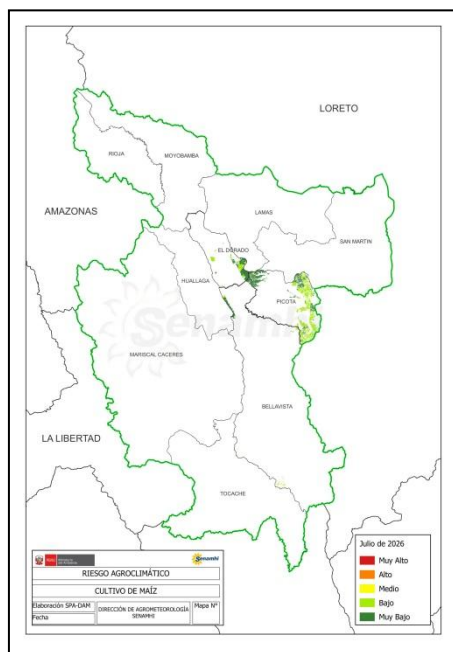 LORETO
RIOJA
MOYOBAMBA
AMAZONAS
LAMAS
SAN MARTIN
EL DORADO
HUALLAGA
PICOTA
Senamhi
MARISCAL CACERES
BELLAVISTA
LA LIBERTAD
TOCACHE
Julio de 2026
Muy Alto
Alto
Medio
Bajo
Muy Bajo
PERÚ
Senamhi
RIESGO AGROCLIMÁTICO
CULTIVO DE MAÍZ
Elaboración SPA-DAM
Fecha
DIRECCIÓN DE AGROMETEOROLOGÍA
SENAMHI
Mapa N°